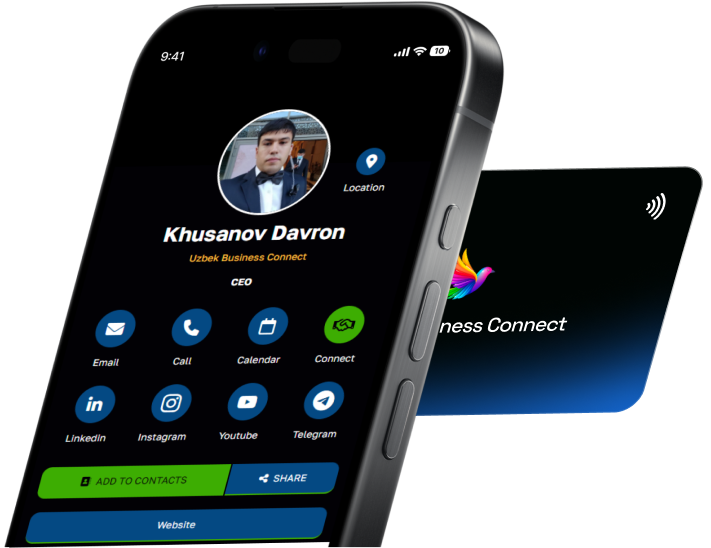 9:41
10
Location
Khusanov Davron
Uzbek Business Connect
CEO
Email Call Calendar Connect
LinkedIn Instagram Youtube Telegram
ADD TO CONTACTS SHARE
Website
ness Connect